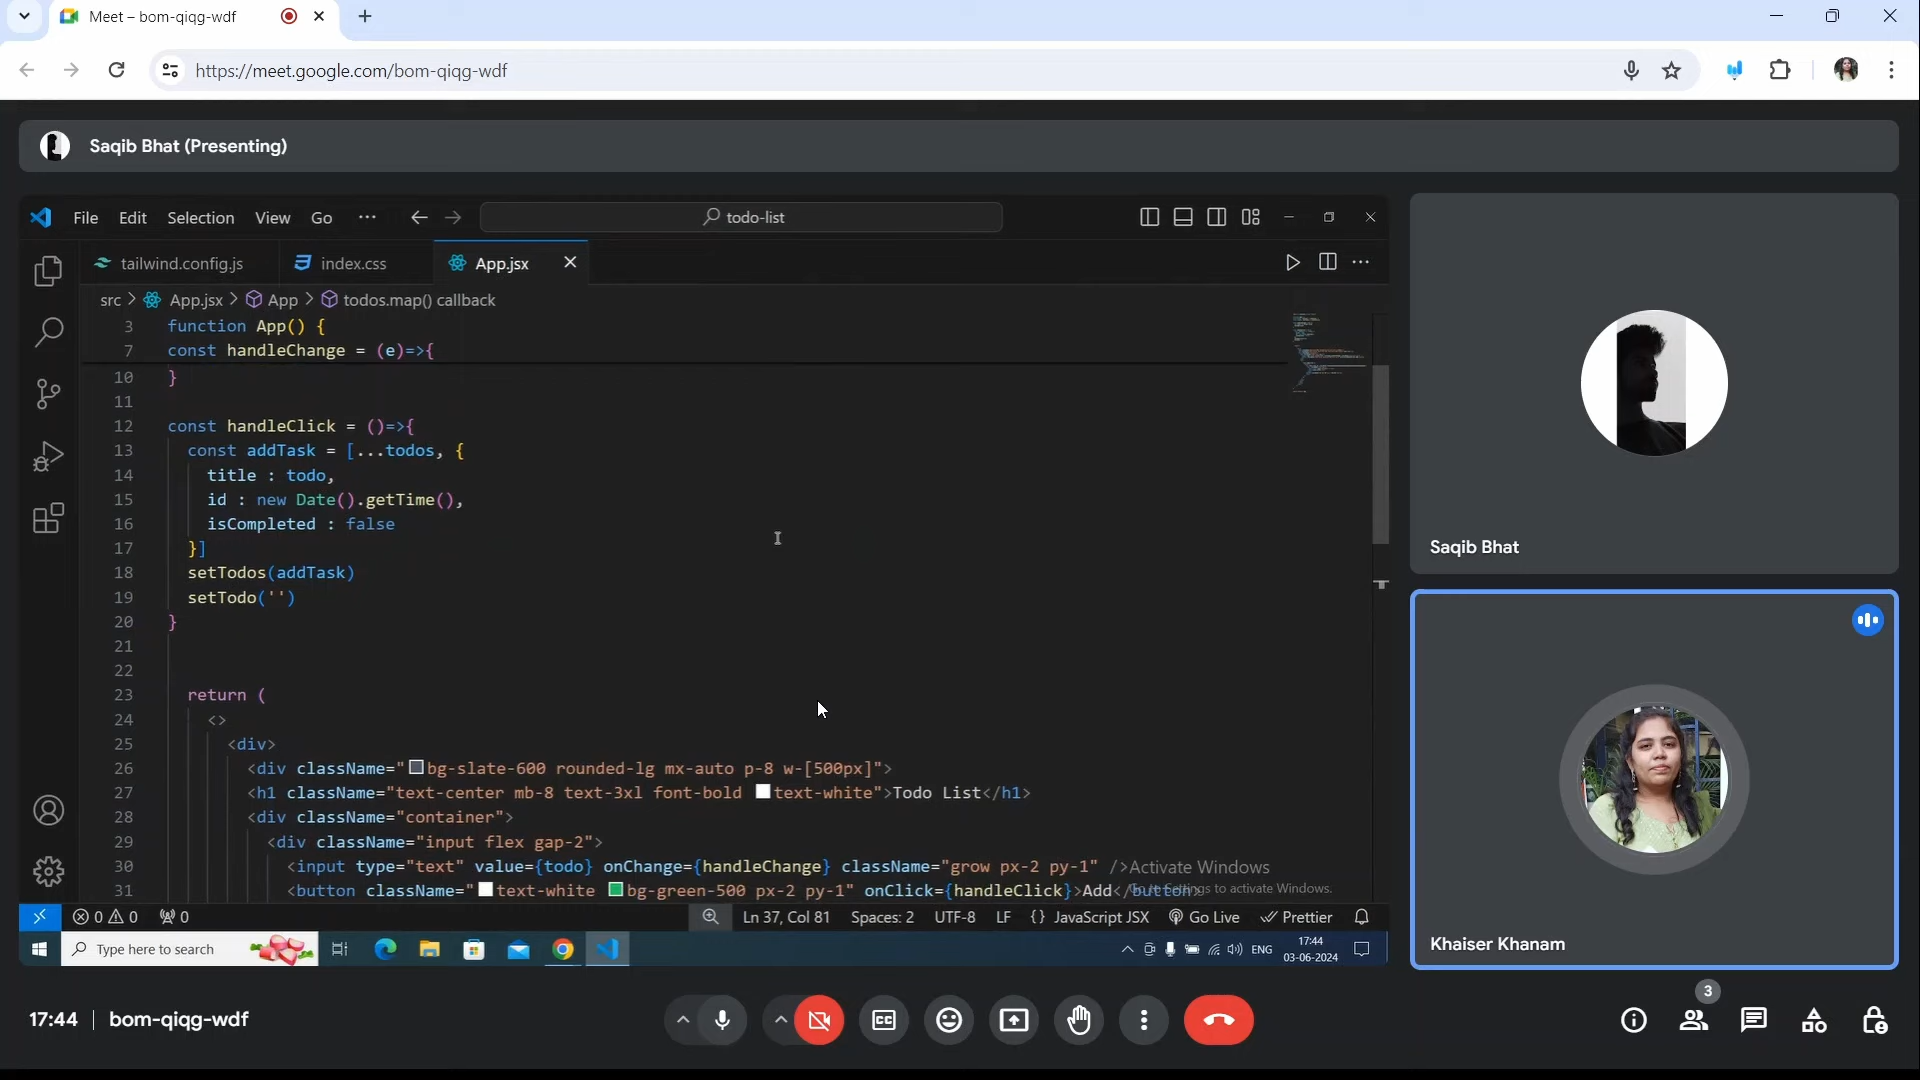 Meet – bom-qiqg-wdf
https://meet.google.com/bom-qiqg-wdf
Saqib Bhat (Presenting)
File Edit Selection View Go ··· todo-list
tailwind.config.js index.css App.jsx
src > App.jsx > App > todos.map() callback
3 function App() {
7 const handleChange = (e)=>{
10 }
11
12 const handleClick = ()=>{
13 const addTask = [...todos, {
14 title : todo,
15 id : new Date().getTime(),
16 isCompleted : false
17 }]
18 setTodos(addTask)
19 setTodo('')
20 }
21
22
23 return (
24 <>
25 <div>
26 <div className="bg-slate-600 rounded-lg mx-auto p-8 w-[500px]">
27 <h1 className="text-center mb-8 text-3xl font-bold text-white">Todo List</h1>
28 <div className="container">
29 <div className="input flex gap-2">
30 <input type="text" value={todo} onChange={handleChange} className="grow px-2 py-1" />
31 <button className="text-white bg-green-500 px-2 py-1" onClick={handleClick}>Add</button>
Activate Windows
Go to Settings to activate Windows.
0 0 0 Ln 37, Col 81 Spaces: 2 UTF-8 LF {} JavaScript JSX Go Live Prettier
Type here to search ENG 17:44
03-06-2024
Saqib Bhat
Khaiser Khanam
17:44 | bom-qiqg-wdf
3